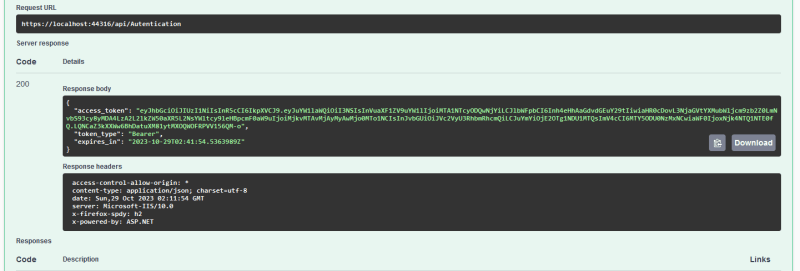 Request URL
https://localhost:44316/api/Autentication
Server response
Code Details
200
Response body
{
"access_token":
"token_type": "Bearer",
"expires_in": "2023-10-29T02:41:54.5363989Z"
}
Download
Response headers
access-control-allow-origin: *
content-type: application/json; charset=utf-8
date: Sun,29 Oct 2023 02:11:54 GMT
server: Microsoft-IIS/10.0
x-firefox-spdy: h2
x-powered-by: ASP.NET
Responses
Code Description Links